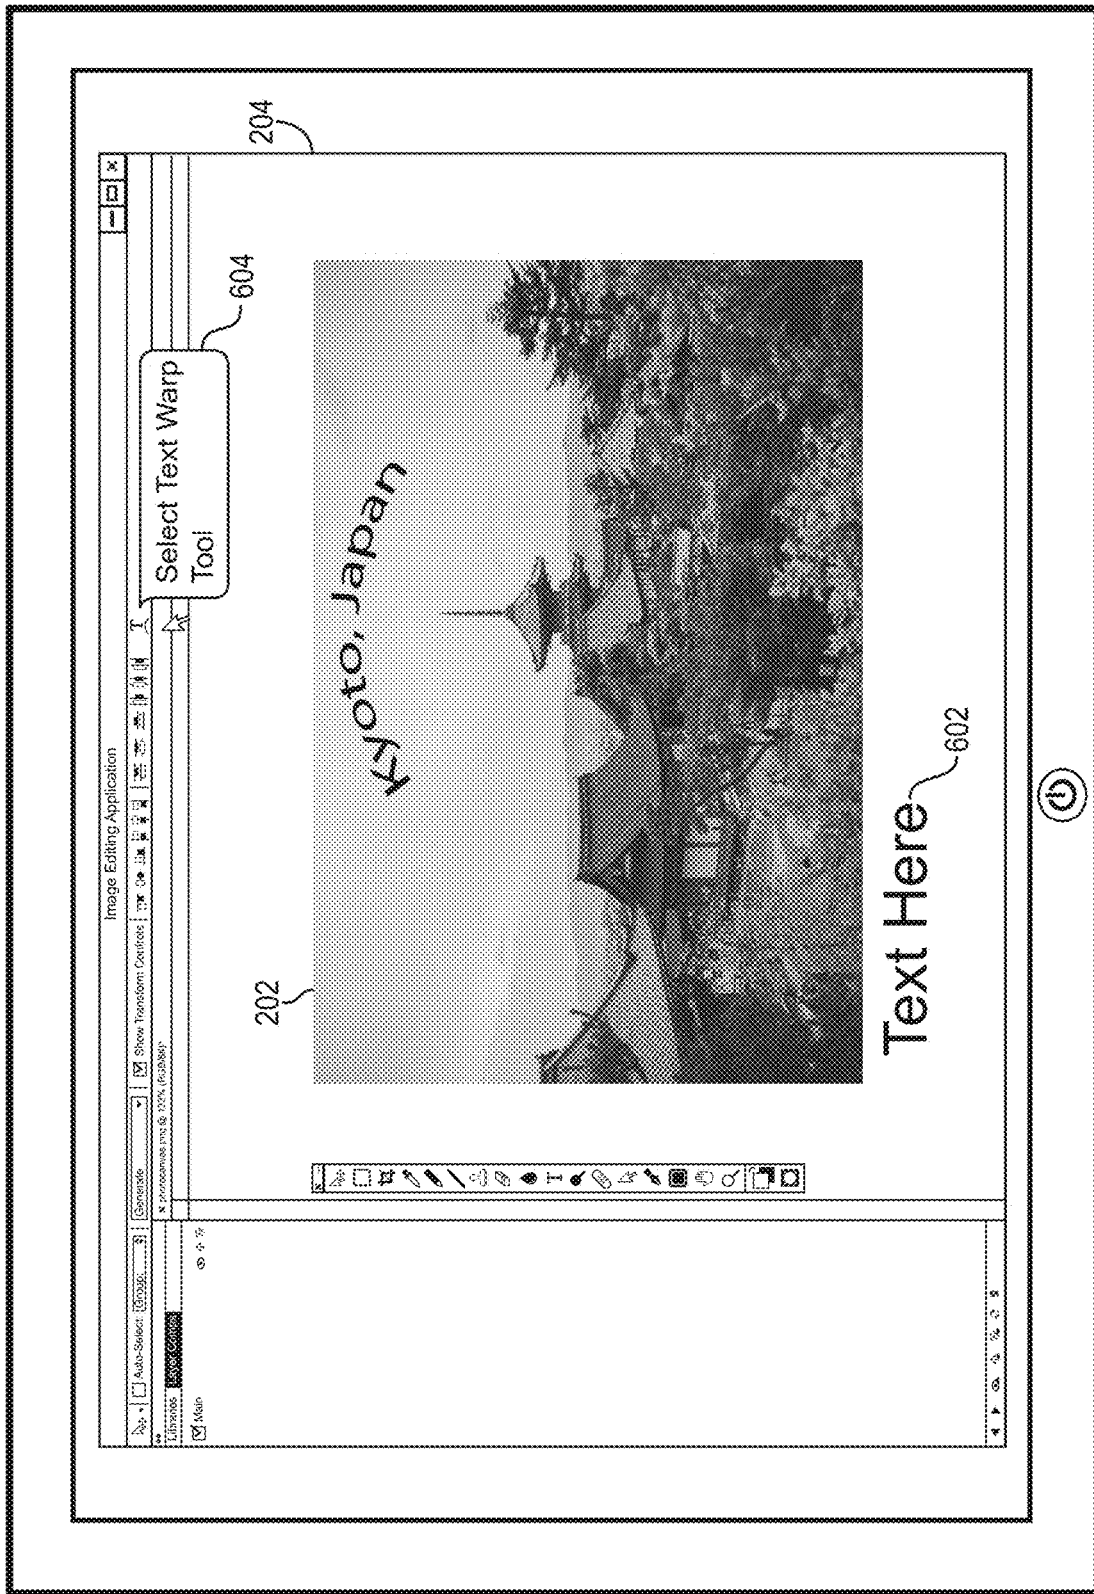 Image Editing Application
Auto-Select: Group
Generate
Show Transform Controls
T
Select Text Warp
Tool
604
204
Libraries
Main
202
Kyoto, Japan
T
Text Here
602